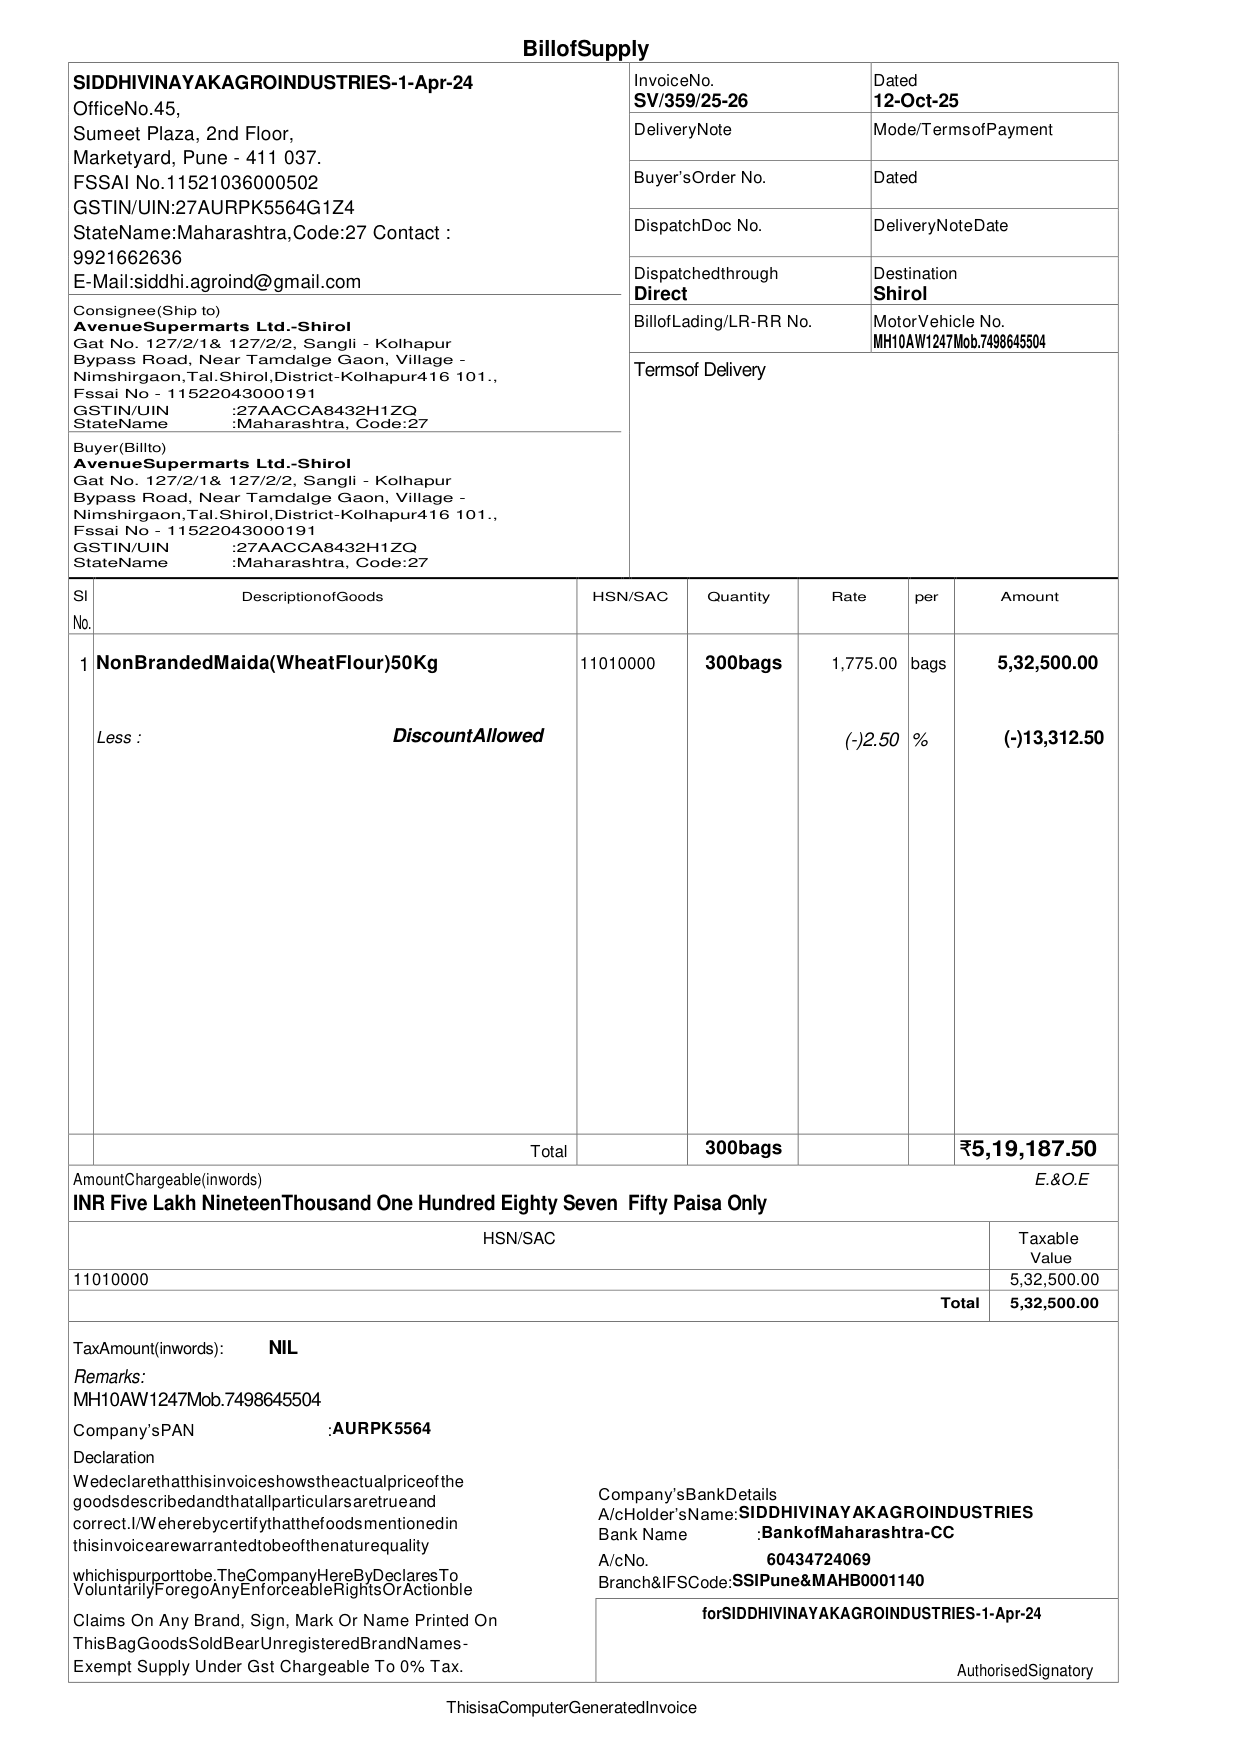 BillofSupply
SIDDHIVINAYAKAGROINDUSTRIES-1-Apr-24
OfficeNo.45,
Sumeet Plaza, 2nd Floor,
Marketyard, Pune - 411 037.
FSSAI No.11521036000502
GSTIN/UIN:27AURPK5564G1Z4
StateName:Maharashtra,Code:27 Contact :
9921662636
E-Mail:siddhi.agroind@gmail.com
InvoiceNo. Dated
SV/359/25-26 12-Oct-25
DeliveryNote Mode/TermsofPayment
Buyer'sOrder No. Dated
DispatchDoc No. DeliveryNoteDate
Dispatchedthrough Destination
Direct Shirol
BillofLading/LR-RR No. MotorVehicle No.
MH10AW1247Mob.7498645504
Termsof Delivery
Consignee(Ship to)
AvenueSupermarts Ltd.-Shirol
Gat No. 127/2/1& 127/2/2, Sangli - Kolhapur
Bypass Road, Near Tamdalge Gaon, Village -
Nimshirgaon,Tal.Shirol,District-Kolhapur416 101.,
Fssai No - 11522043000191
GSTIN/UIN :27AACCA8432H1ZQ
StateName :Maharashtra, Code:27
Buyer(Billto)
AvenueSupermarts Ltd.-Shirol
Gat No. 127/2/1& 127/2/2, Sangli - Kolhapur
Bypass Road, Near Tamdalge Gaon, Village -
Nimshirgaon,Tal.Shirol,District-Kolhapur416 101.,
Fssai No - 11522043000191
GSTIN/UIN :27AACCA8432H1ZQ
StateName :Maharashtra, Code:27
Sl DescriptionofGoods HSN/SAC Quantity Rate per Amount
No.
1 NonBrandedMaida(WheatFlour)50Kg 11010000 300bags 1,775.00 bags 5,32,500.00
Less : DiscountAllowed (-)2.50 % (-)13,312.50
Total 300bags ₹5,19,187.50
AmountChargeable(inwords) E.&O.E
INR Five Lakh NineteenThousand One Hundred Eighty Seven Fifty Paisa Only
HSN/SAC Taxable
Value
11010000 5,32,500.00
Total 5,32,500.00
TaxAmount(inwords): NIL
Remarks:
MH10AW1247Mob.7498645504
Company'sPAN :AURPK5564
Declaration
Wedeclarethatthisinvoiceshowstheactualpriceofthe
goodsdescribedandthatallparticularsaretrueand
correct.I/Weherebycertifythatthefoodsmentionedin
thisinvoicearewarrantedtobeofthenaturequality
whichispurporttobe.TheCompanyHereByDeclaresTo
VoluntarilyForegoAnyEnforceableRightsOrActionble
Claims On Any Brand, Sign, Mark Or Name Printed On
ThisBagGoodsSoldBearUnregisteredBrandNames-
Exempt Supply Under Gst Chargeable To 0% Tax.
Company'sBankDetails
A/cHolder'sName:SIDDHIVINAYAKAGROINDUSTRIES
Bank Name :BankofMaharashtra-CC
A/cNo. 60434724069
Branch&IFSCode:SSIPune&MAHB0001140
forSIDDHIVINAYAKAGROINDUSTRIES-1-Apr-24
AuthorisedSignatory
ThisisaComputerGeneratedInvoice